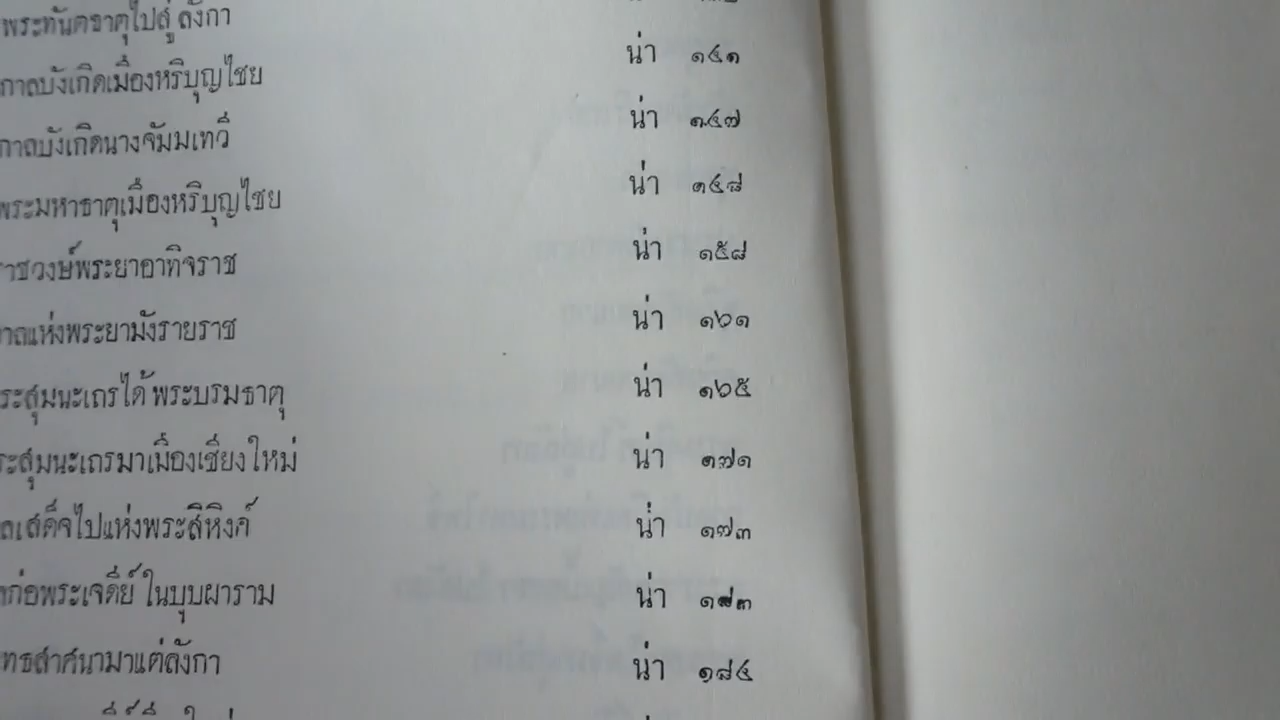 พระทันตธาตุไปสู่ ลังกา
กาลบังเกิดเมืองหริบุญไชย น่า ๑๔๑
กาลบังเกิดนางจัมมเทวี น่า ๑๔๗
พระมหาธาตุเมืองหริบุญไชย น่า ๑๔๘
ราชวงษ์พระยาอาทิจราช น่า ๑๕๘
แห่งพระยามังรายราช น่า ๑๖๑
พระสุมนะเถรได้ พระบรมธาตุ น่า ๑๖๕
พระสุมนะเถรมาเมืองเชียงใหม่ น่า ๑๗๑
เสด็จไปแห่งพระสิหิงค์ น่า ๑๗๓
ก่อพระเจดีย์ ในบุบผาราม น่า ๑๘๓
ทธสาศนามาแต่ลังกา น่า ๑๘๔